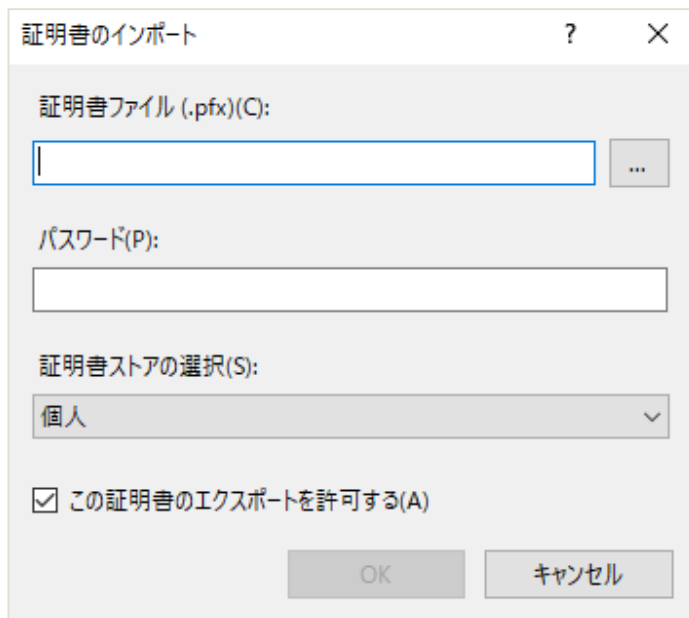 証明書のインポート ? ×
証明書ファイル (.pfx)(C):
...
パスワード(P):
証明書ストアの選択(S):
個人
この証明書のエクスポートを許可する(A)
OK キャンセル